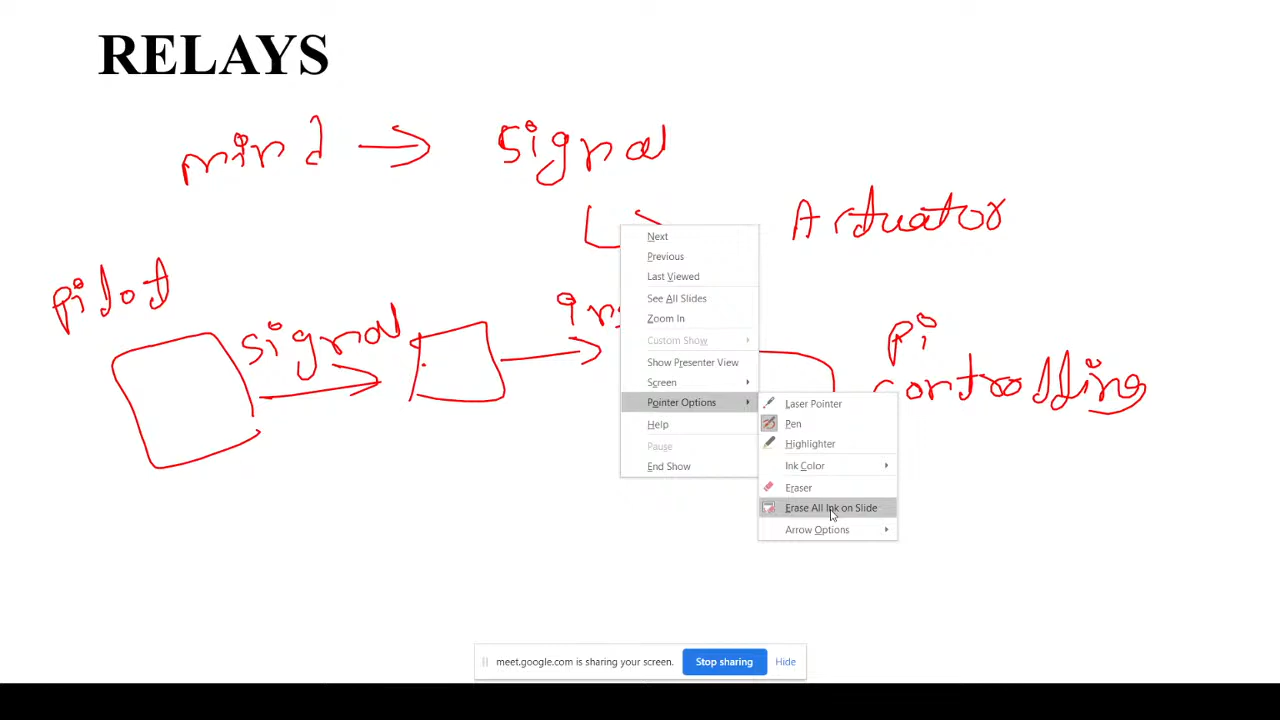 RELAYS
mind → signal
Actuator
pilot
signal
pi
controlling
Next
Previous
Last Viewed
See All Slides
Zoom In
Custom Show
Show Presenter View
Screen
Pointer Options
Help
Pause
End Show
Laser Pointer
Pen
Highlighter
Ink Color
Eraser
Erase All Ink on Slide
Arrow Options
meet.google.com is sharing your screen. Stop sharing Hide